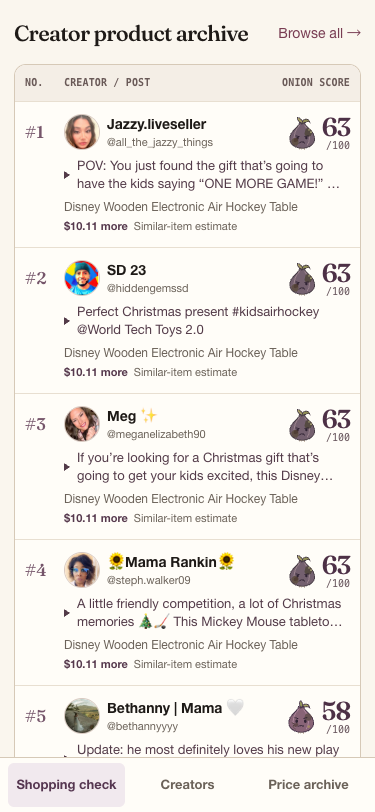 Creator product archive
Browse all →
NO.
CREATOR / POST
ONION SCORE
#1
Jazzy.liveseller
@all_the_jazzy_things
63
/100
▶ POV: You just found the gift that’s going to
have the kids saying “ONE MORE GAME!” …
Disney Wooden Electronic Air Hockey Table
$10.11 more Similar-item estimate
#2
SD 23
@hiddengemssd
63
/100
▶ Perfect Christmas present #kidsairhockey
@World Tech Toys 2.0
Disney Wooden Electronic Air Hockey Table
$10.11 more Similar-item estimate
#3
Meg ✨
@meganelizabeth90
63
/100
▶ If you’re looking for a Christmas gift that’s
going to get your kids excited, this Disney…
Disney Wooden Electronic Air Hockey Table
$10.11 more Similar-item estimate
#4
🌻Mama Rankin🌻
@steph.walker09
63
/100
▶ A little friendly competition, a lot of Christmas
memories 🎄🏒 This Mickey Mouse tableto…
Disney Wooden Electronic Air Hockey Table
$10.11 more Similar-item estimate
#5
Bethanny | Mama 🤍
@bethannyyyy
58
/100
Update: he most definitely loves his new play
Shopping check
Creators
Price archive